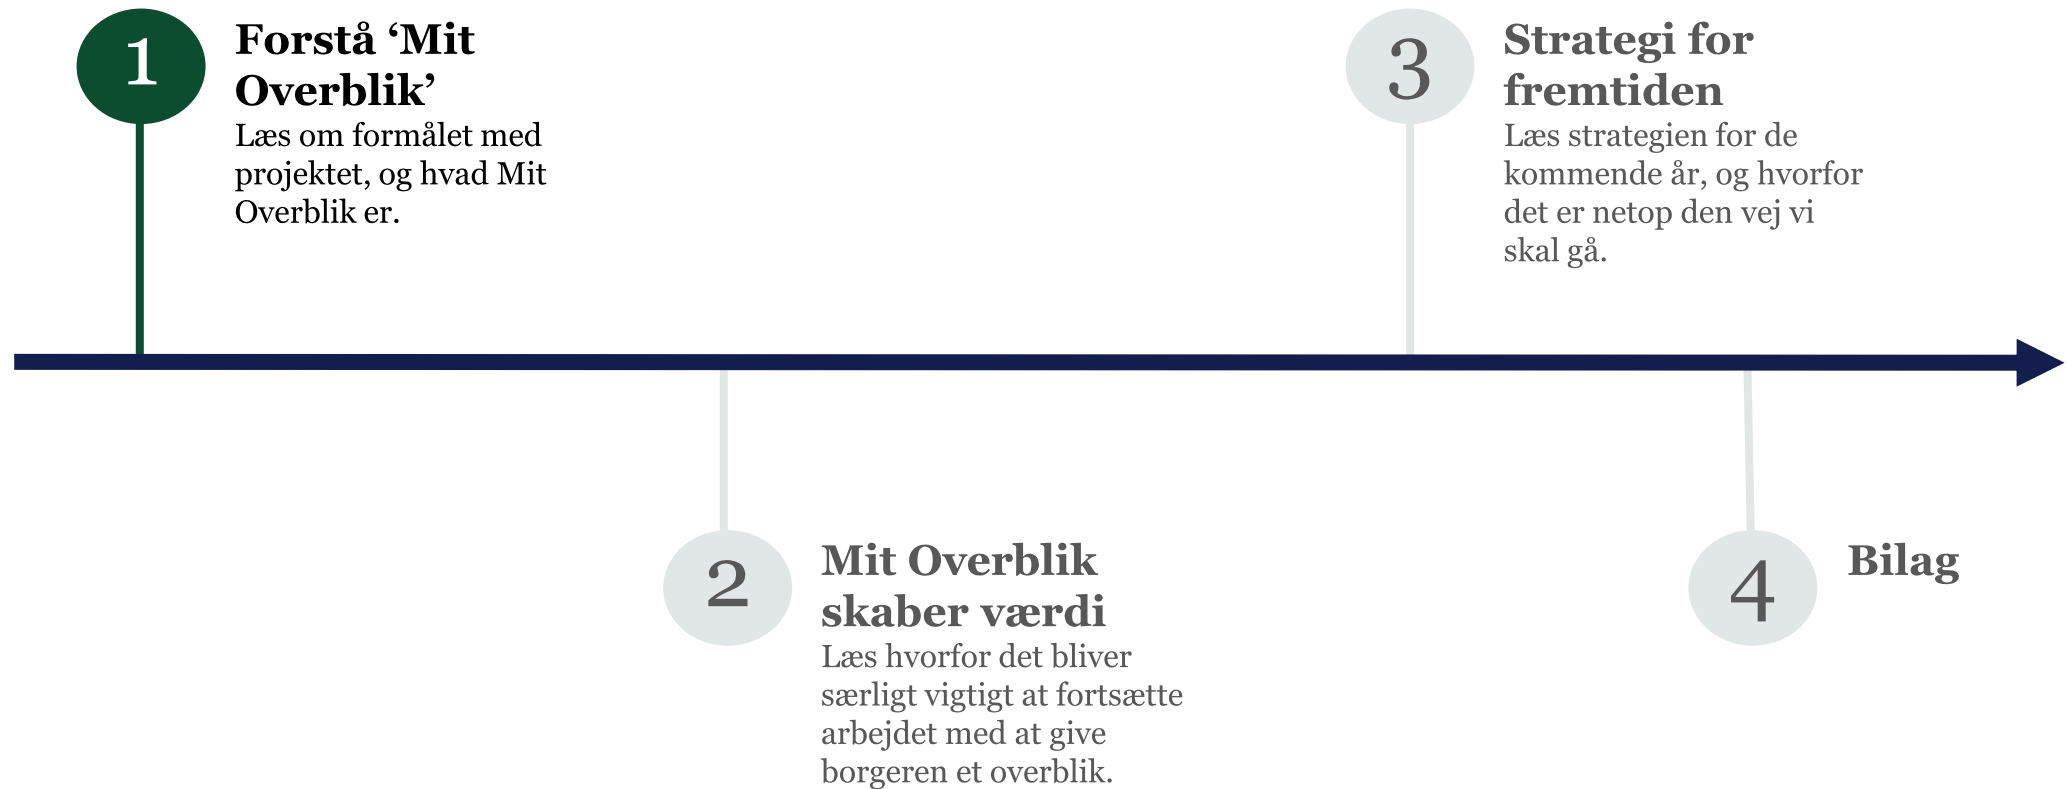 1
Forstå ‘Mit
Overblik’
Læs om formålet med
projektet, og hvad Mit
Overblik er.
2
Mit Overblik
skaber værdi
Læs hvorfor det bliver
særligt vigtigt at fortsætte
arbejdet med at give
borgeren et overblik.
3
Strategi for
fremtiden
Læs strategien for de
kommende år, og hvorfor
det er netop den vej vi
skal gå.
4
Bilag